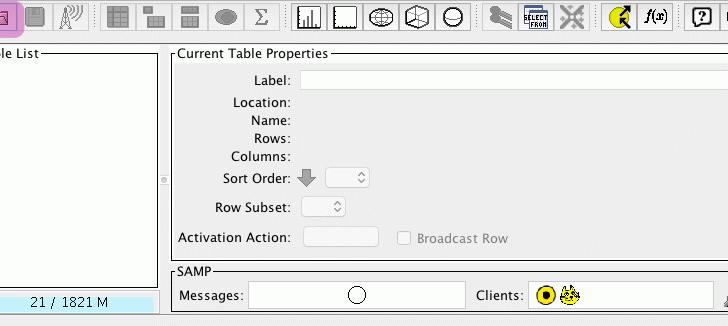 Σ
SELECT
FROM
f(x)
?
le List
Current Table Properties
Label:
Location:
Name:
Rows:
Columns:
Sort Order:
Row Subset:
Activation Action:
Broadcast Row
SAMP
21 / 1821 M
Messages:
Clients: